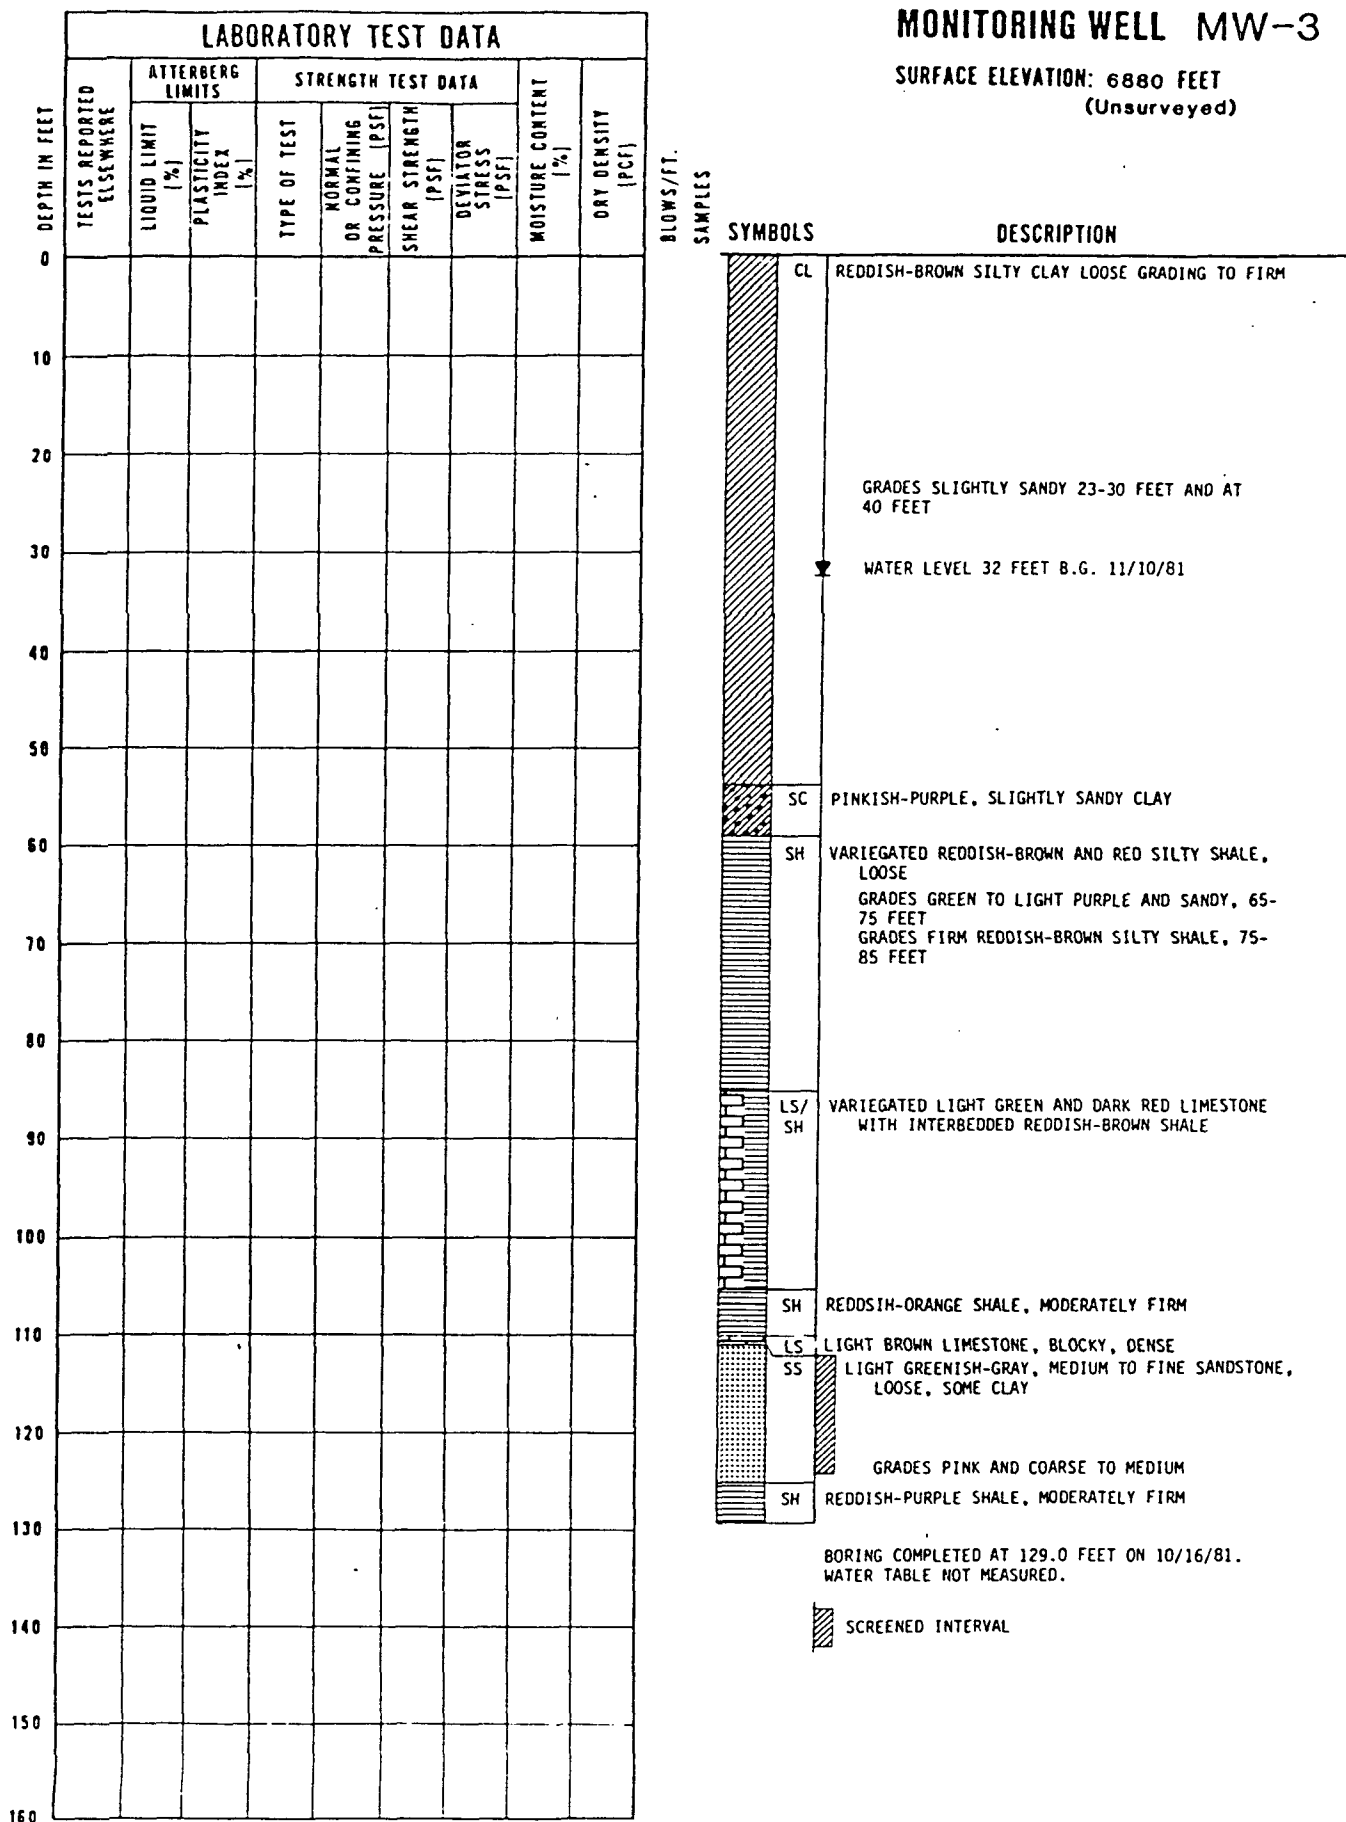 MONITORING WELL MW-3
SURFACE ELEVATION: 6880 FEET
(Unsurveyed)
LABORATORY TEST DATA
ATTERBERG
LIMITS
STRENGTH TEST DATA
DEPTH IN FEET
TESTS REPORTED
ELSEWHERE
LIQUID LIMIT
(%)
PLASTICITY
INDEX
(%)
TYPE OF TEST
NORMAL
OR CONFINING
PRESSURE (PSF)
SHEAR STRENGTH
(PSF)
DEVIATOR
STRESS
(PSF)
MOISTURE CONTENT
(%)
DRY DENSITY
(PCF)
BLOWS/FT.
SAMPLES
SYMBOLS
DESCRIPTION
0
CL REDDISH-BROWN SILTY CLAY LOOSE GRADING TO FIRM
10
20
GRADES SLIGHTLY SANDY 23-30 FEET AND AT
40 FEET
30
WATER LEVEL 32 FEET B.G. 11/10/81
40
50
SC PINKISH-PURPLE, SLIGHTLY SANDY CLAY
60
SH VARIEGATED REDDISH-BROWN AND RED SILTY SHALE,
LOOSE
GRADES GREEN TO LIGHT PURPLE AND SANDY, 65-
75 FEET
70
GRADES FIRM REDDISH-BROWN SILTY SHALE, 75-
85 FEET
80
LS/ VARIEGATED LIGHT GREEN AND DARK RED LIMESTONE
SH WITH INTERBEDDED REDDISH-BROWN SHALE
90
100
SH REDDSIH-ORANGE SHALE, MODERATELY FIRM
110
LS LIGHT BROWN LIMESTONE, BLOCKY, DENSE
SS LIGHT GREENISH-GRAY, MEDIUM TO FINE SANDSTONE,
LOOSE, SOME CLAY
120
GRADES PINK AND COARSE TO MEDIUM
SH REDDISH-PURPLE SHALE, MODERATELY FIRM
130
BORING COMPLETED AT 129.0 FEET ON 10/16/81.
WATER TABLE NOT MEASURED.
140
SCREENED INTERVAL
150
160